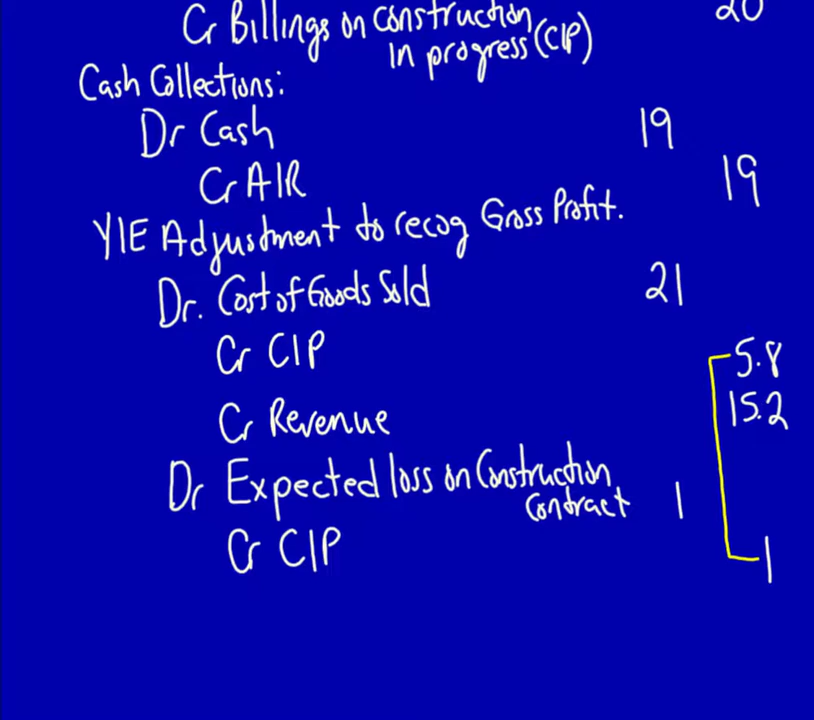 Cr Billings on Construction 20
In progress (CIP)
Cash Collections:
Dr Cash 19
Cr A/R 19
Y/E Adjustment to recog Gross Profit.
Dr. Cost of Goods Sold 21
Cr CIP 5.8
Cr Revenue 15.2
Dr Expected loss on Construction
Contract 1
Cr CIP 1